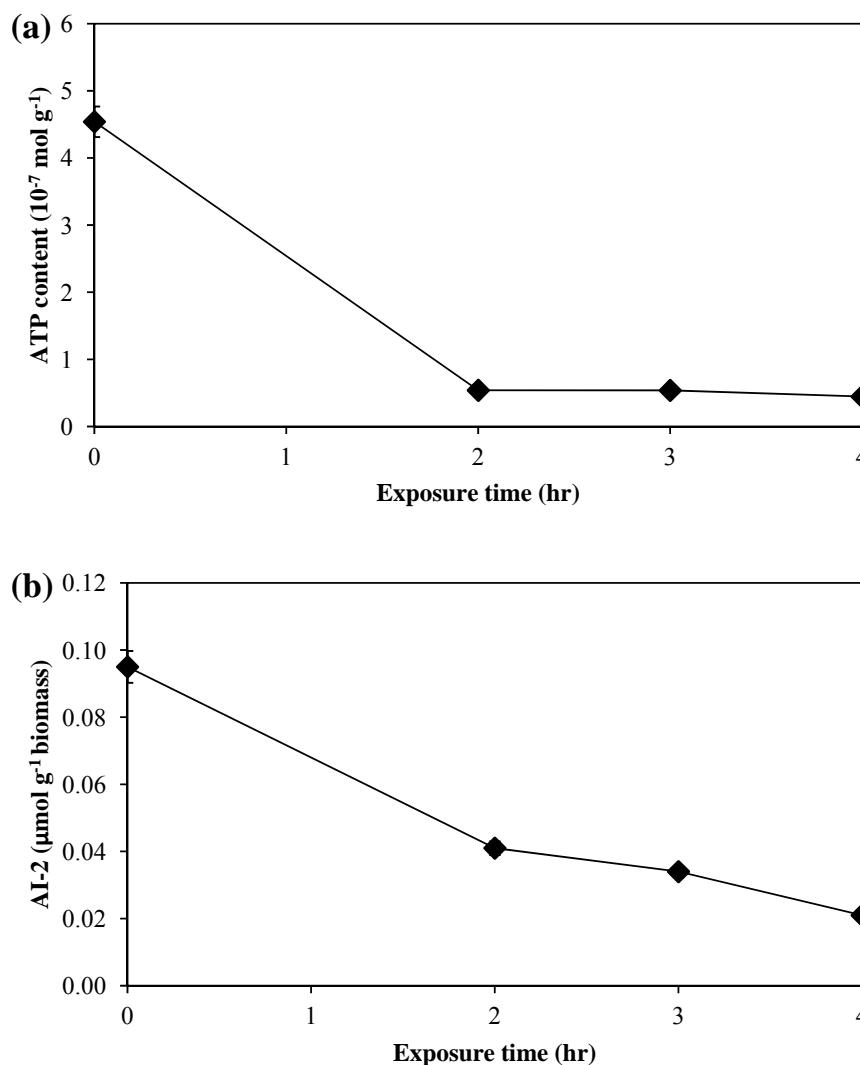 (a)
6
5
4
3
2
1
0
ATP content (10⁻⁷ mol g⁻¹)
0 1 2 3 4
Exposure time (hr)
(b)
0.12
0.10
0.08
0.06
0.04
0.02
0.00
AI-2 (µmol g⁻¹ biomass)
0 1 2 3 4
Exposure time (hr)